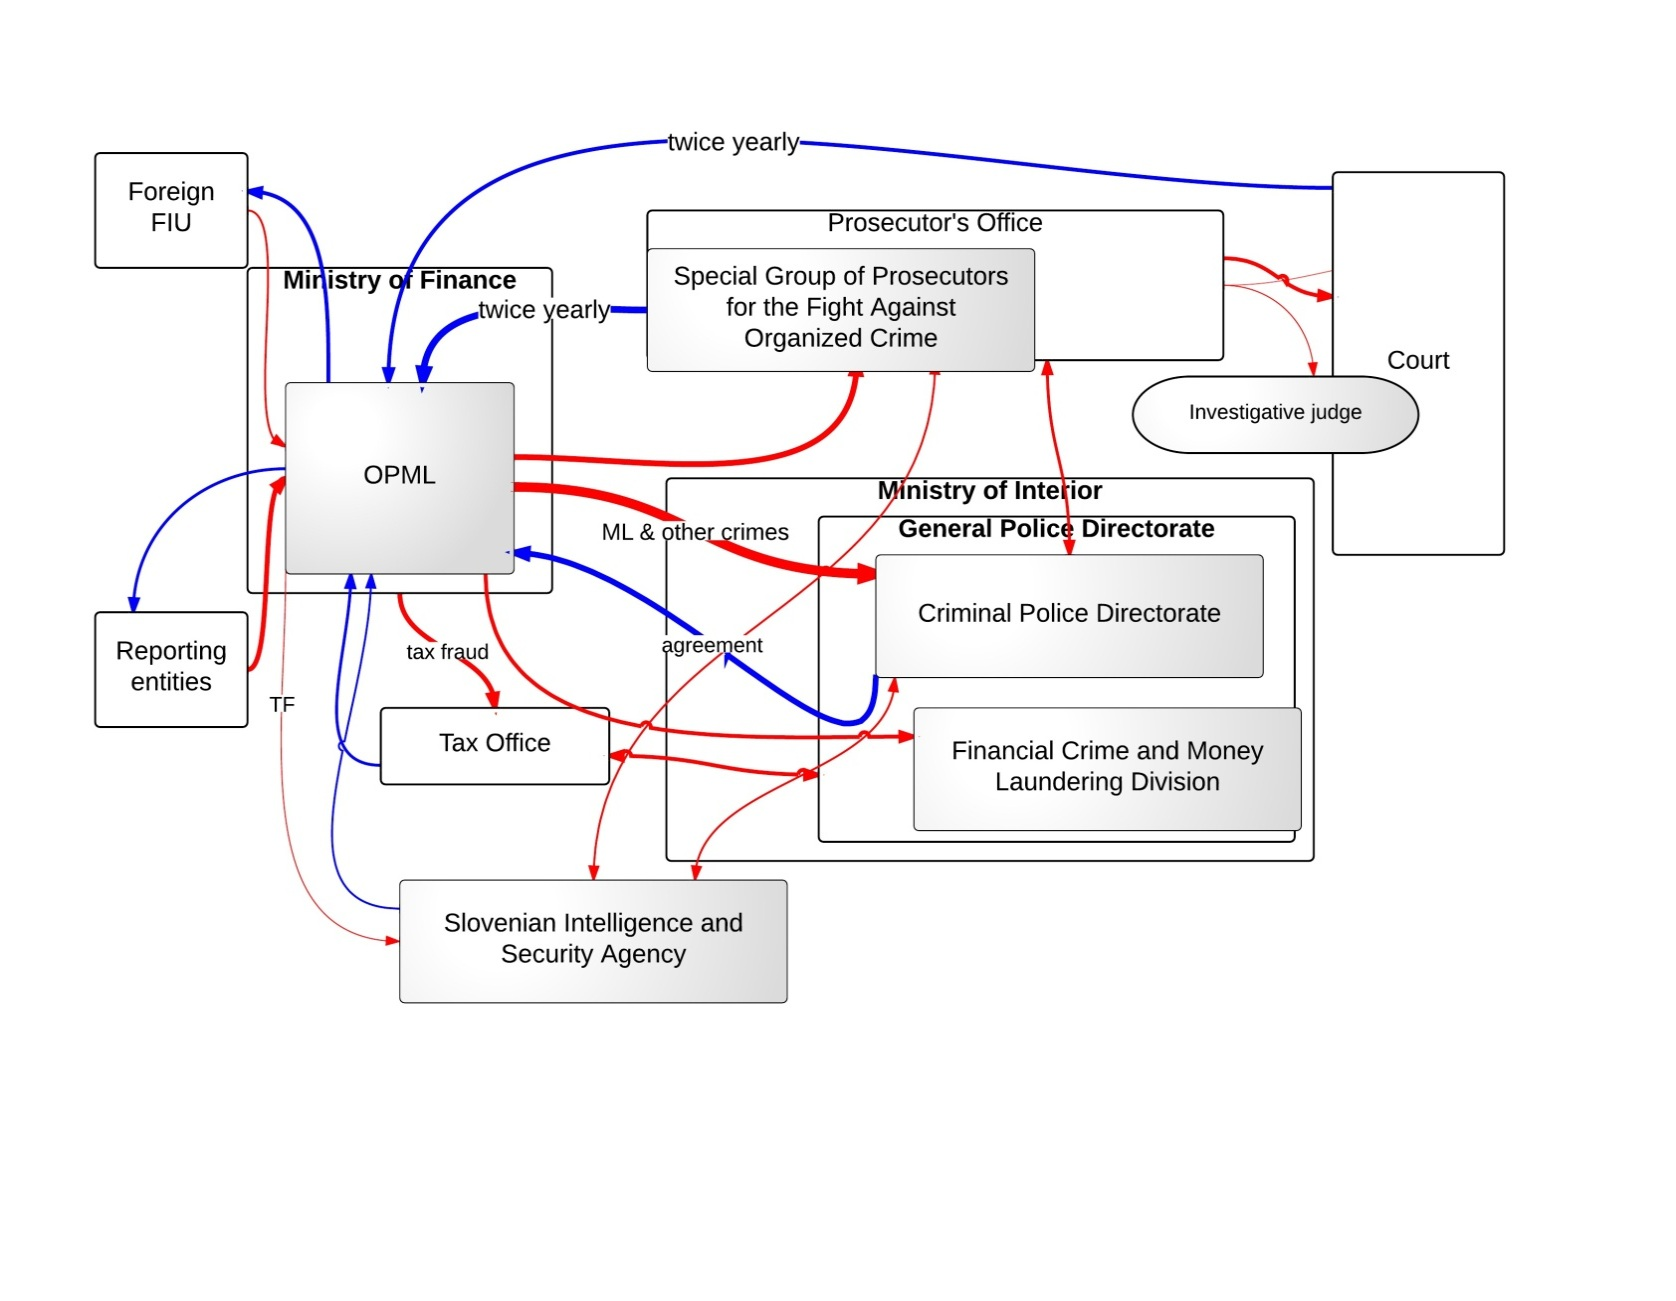 twice yearly
Foreign
FIU
Prosecutor's Office
Special Group of Prosecutors
for the Fight Against
Organized Crime
Ministry of Finance
twice yearly
Court
Investigative judge
OPML
Ministry of Interior
General Police Directorate
ML & other crimes
Criminal Police Directorate
agreement
tax fraud
Reporting
entities
TF
Tax Office
Financial Crime and Money
Laundering Division
Slovenian Intelligence and
Security Agency